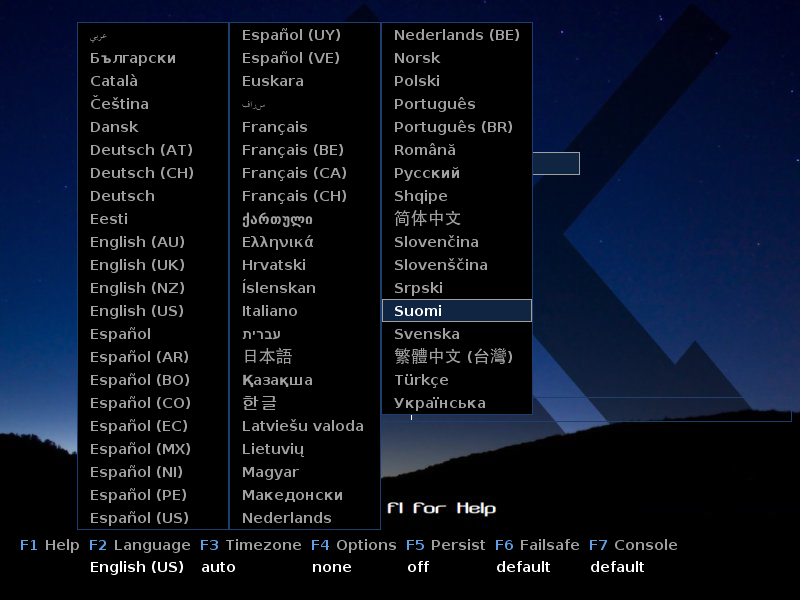 عربي
Български
Català
Čeština
Dansk
Deutsch (AT)
Deutsch (CH)
Deutsch
Eesti
English (AU)
English (UK)
English (NZ)
English (US)
Español
Español (AR)
Español (BO)
Español (CO)
Español (EC)
Español (MX)
Español (NI)
Español (PE)
Español (US)
Español (UY)
Español (VE)
Euskara
سرزاف
Français
Français (BE)
Français (CA)
Français (CH)
ქართული
Ελληνικά
Hrvatski
Íslenskan
Italiano
עברית
日本語
Қазақша
한글
Latviešu valoda
Lietuvių
Magyar
Македонски
Nederlands
Nederlands (BE)
Norsk
Polski
Português
Português (BR)
Română
Русский
Shqipe
简体中文
Slovenčina
Slovenščina
Srpski
Suomi
Svenska
繁體中文 (台灣)
Türkçe
Українська
f1 for Help
F1 Help F2 Language F3 Timezone F4 Options F5 Persist F6 Failsafe F7 Console
English (US) auto none off default default